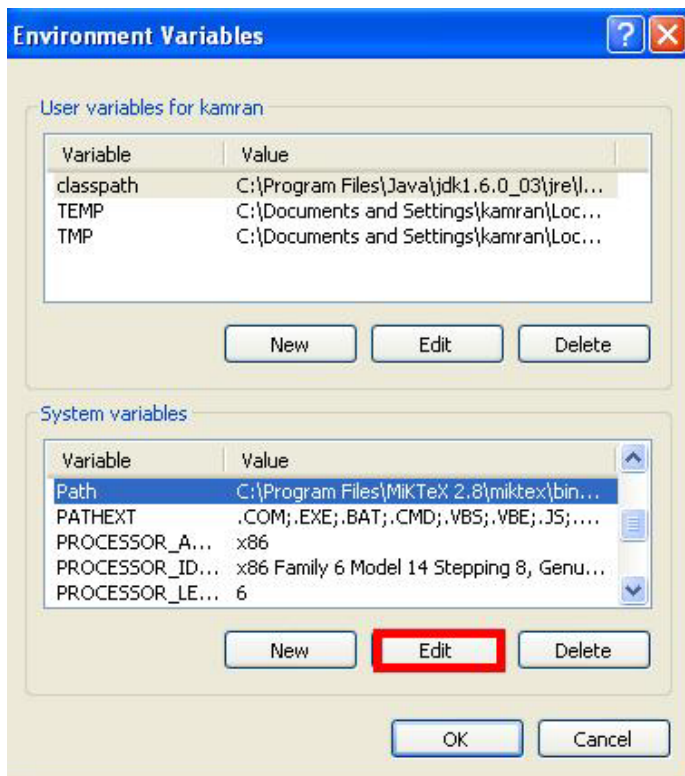 Environment Variables
User variables for kamran
Variable Value
classpath C:\Program Files\Java\jdk1.6.0_03\jre\l...
TEMP C:\Documents and Settings\kamran\Loc...
TMP C:\Documents and Settings\kamran\Loc...
New Edit Delete
System variables
Variable Value
Path C:\Program Files\MiKTeX 2.8\miktex\bin...
PATHEXT .COM;.EXE;.BAT;.CMD;.VBS;.VBE;.JS;....
PROCESSOR_A... x86
PROCESSOR_ID... x86 Family 6 Model 14 Stepping 8, Genu...
PROCESSOR_LE... 6
New Edit Delete
OK Cancel